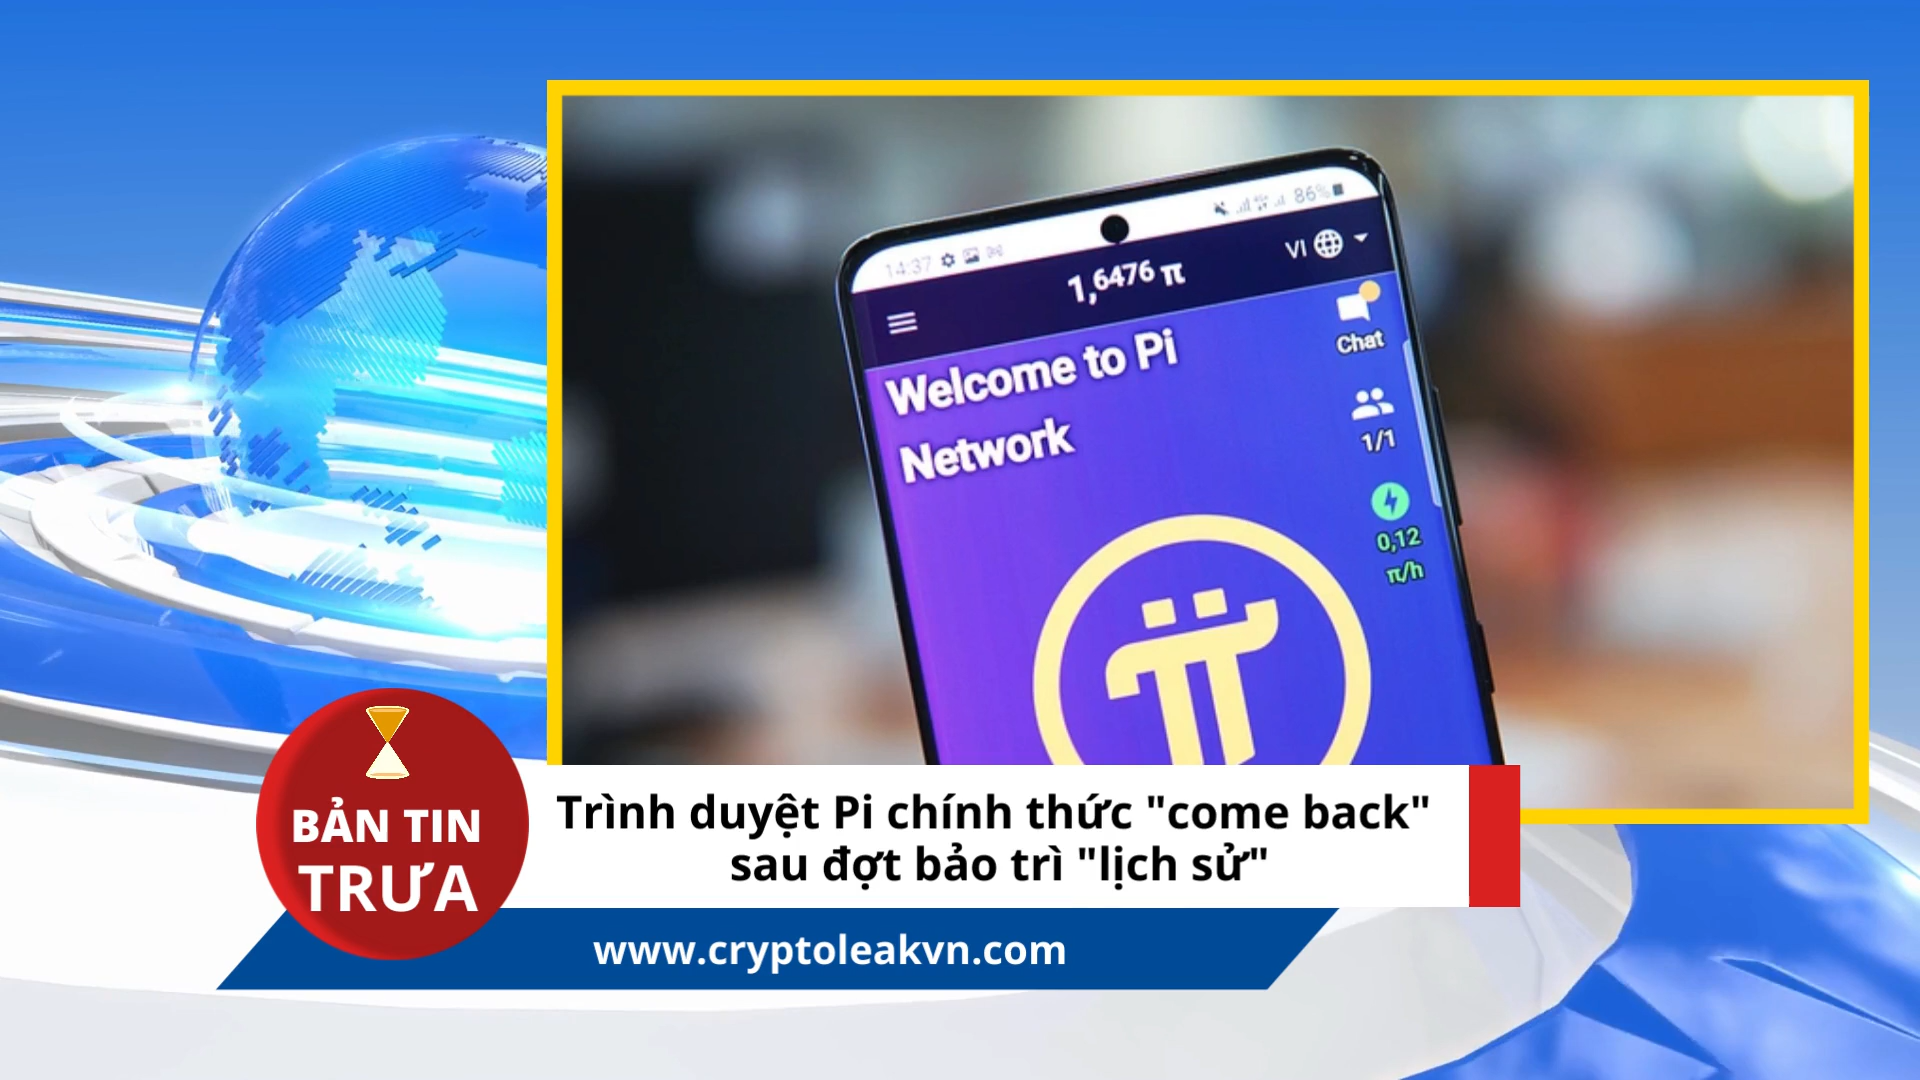 14:37
86%
1,6476 π
VI
Welcome to Pi
Network
Chat
1/1
0,12
π/h
BẢN TIN
TRƯA
Trình duyệt Pi chính thức "come back"
sau đợt bảo trì "lịch sử"
www.cryptoleakvn.com